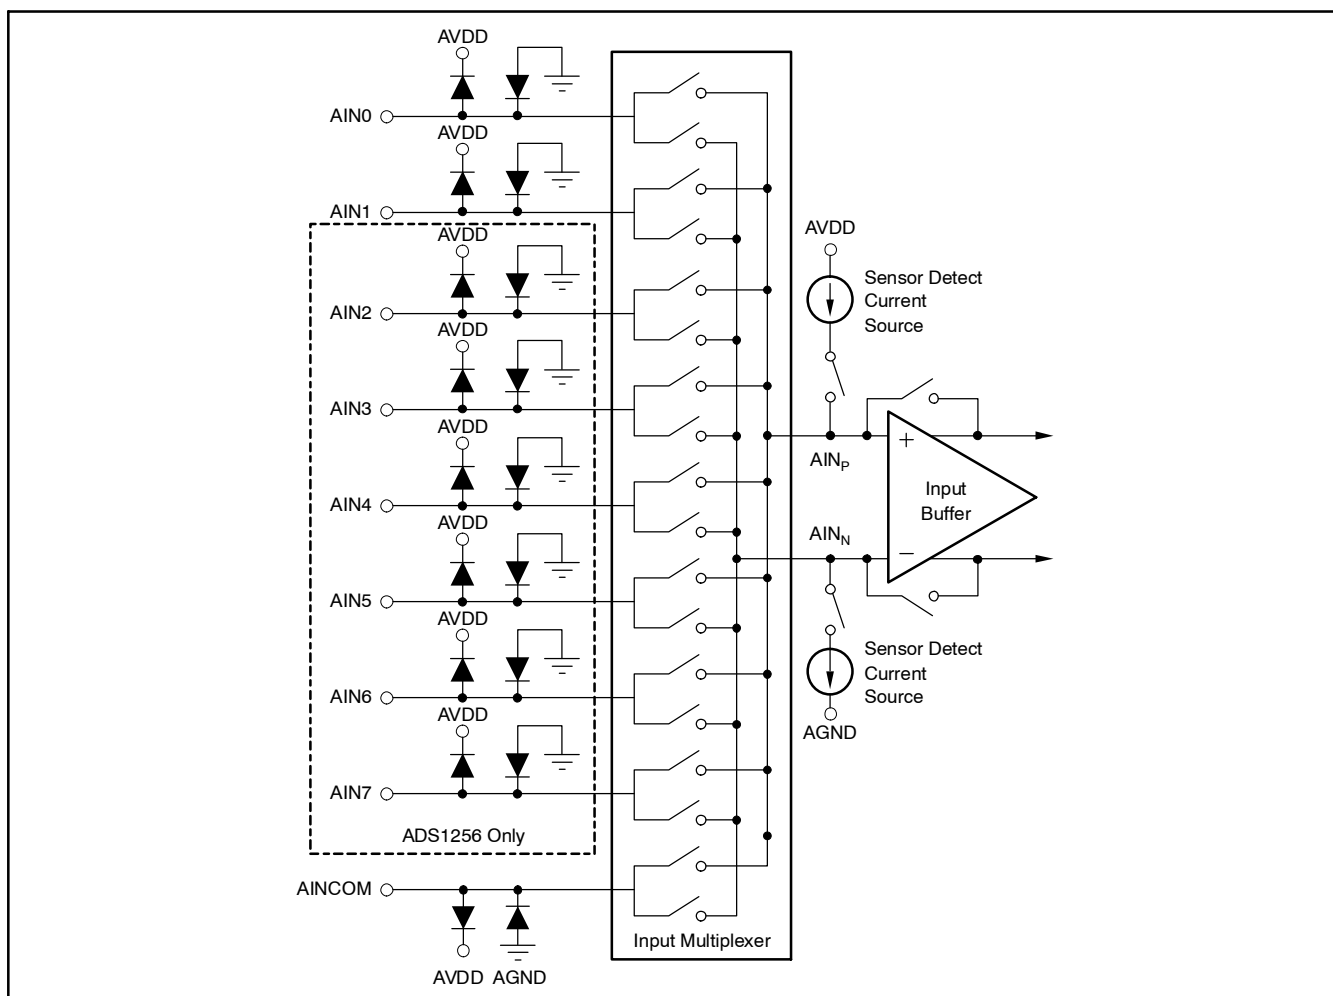 AVDD
AIN0
AVDD
AIN1
AVDD
AVDD
Sensor Detect
Current
Source
AIN2
AVDD
AIN3
AVDD
AINP
AIN4
Input
Buffer
AVDD
AINN
AIN5
AVDD
Sensor Detect
Current
Source
AIN6
AVDD
AGND
AIN7
ADS1256 Only
AINCOM
Input Multiplexer
AVDD AGND